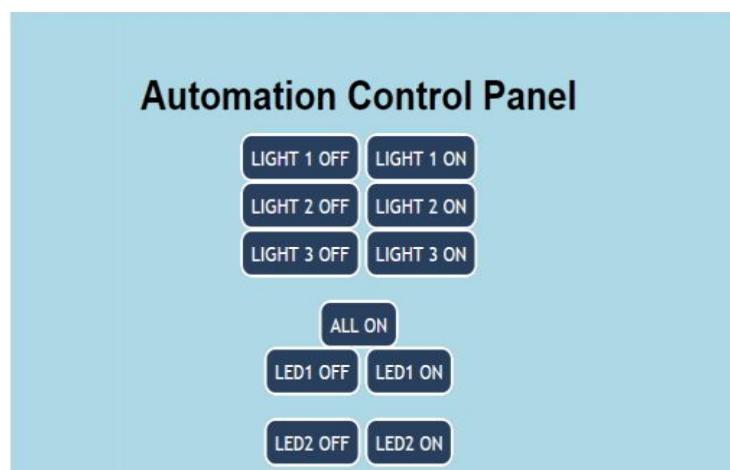 Automation Control Panel
LIGHT 1 OFF LIGHT 1 ON
LIGHT 2 OFF LIGHT 2 ON
LIGHT 3 OFF LIGHT 3 ON
ALL ON
LED1 OFF LED1 ON
LED2 OFF LED2 ON